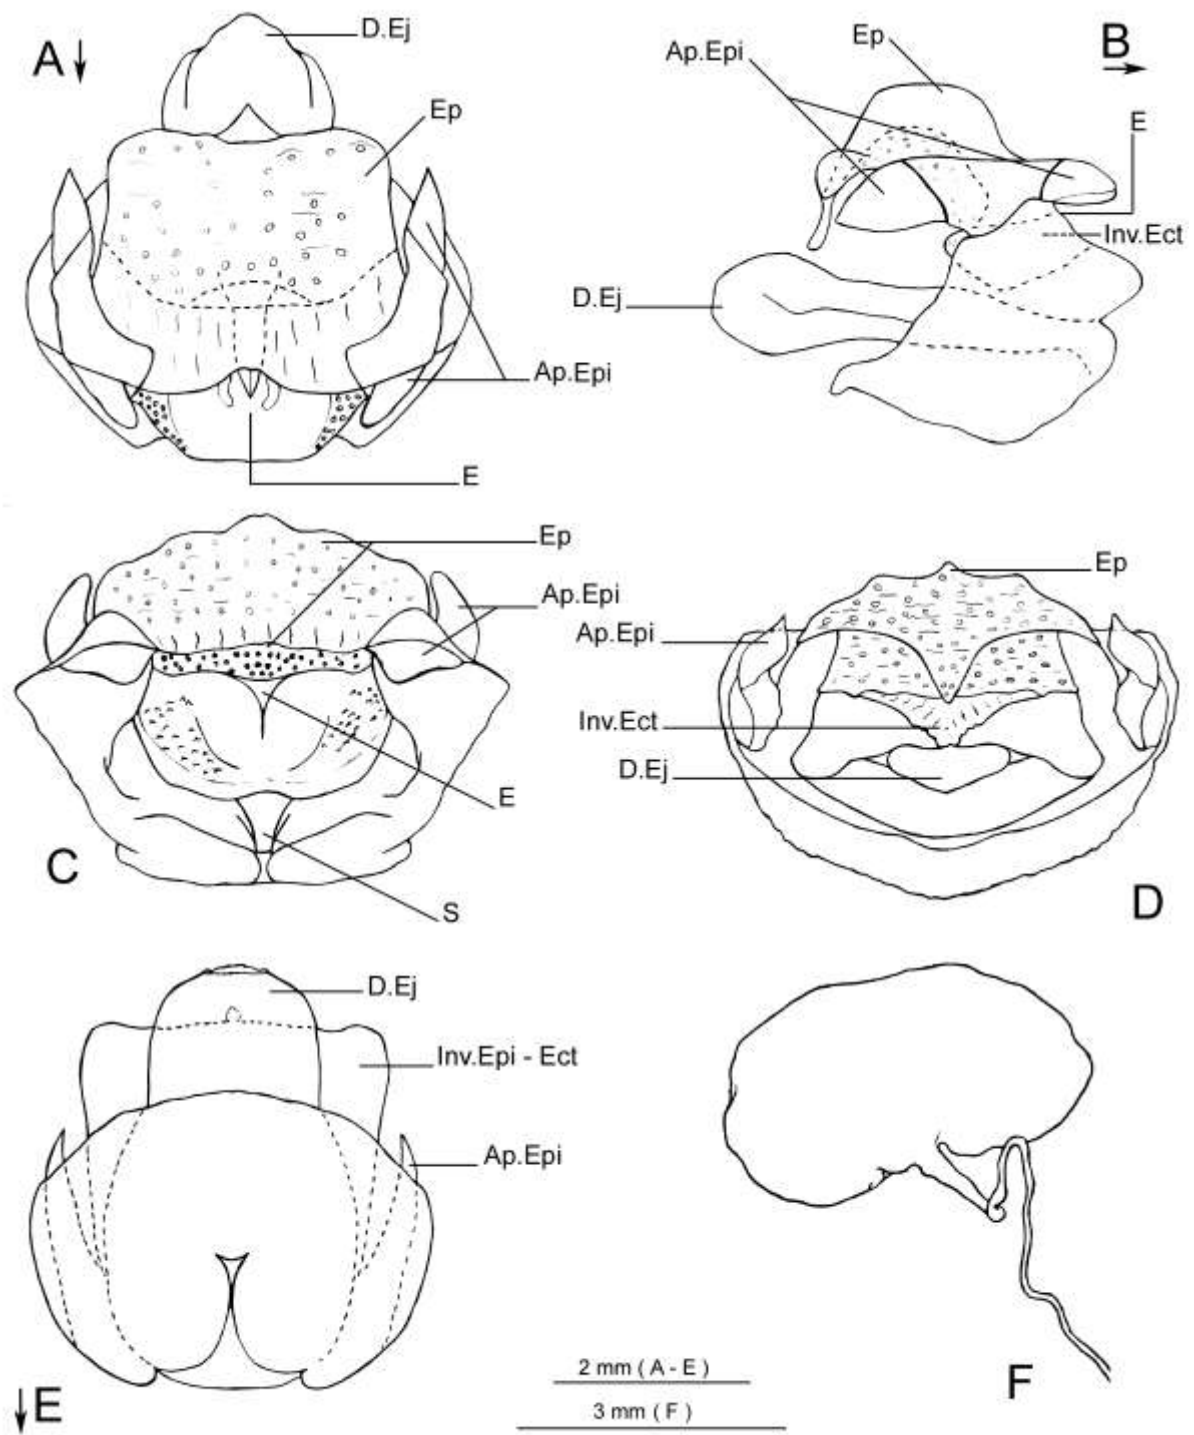 A
D.Ej
Ep
Ap.Epi
E
B
Ap.Epi
Ep
E
Inv.Ect
D.Ej
C
Ep
Ap.Epi
E
S
D
Ep
Ap.Epi
Inv.Ect
D.Ej
E
D.Ej
Inv.Epi - Ect
Ap.Epi
F
2 mm ( A - E )
3 mm ( F )